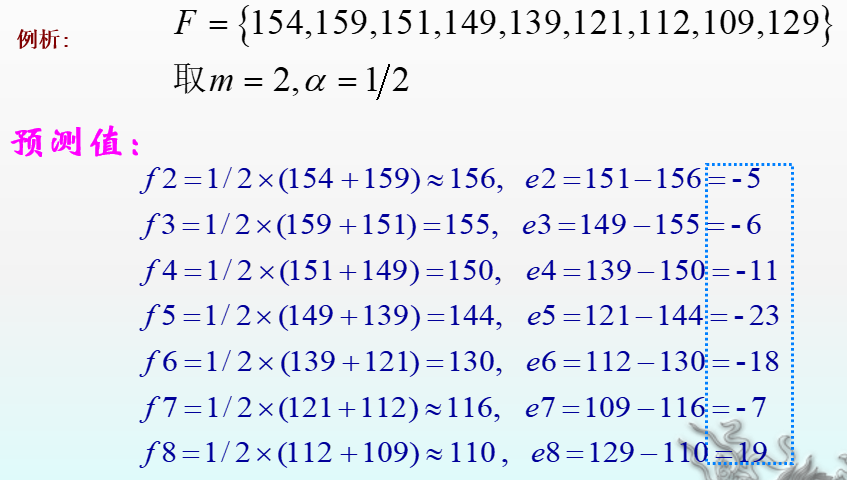 例析:
F = {154,159,151,149,139,121,112,109,129}
取m = 2, α = 1/2
预测值:
f2 = 1/2×(154+159)≈156, e2 = 151−156 = -5
f3 = 1/2×(159+151) = 155, e3 = 149−155 = -6
f4 = 1/2×(151+149) = 150, e4 = 139−150 = -11
f5 = 1/2×(149+139) = 144, e5 = 121−144 = -23
f6 = 1/2×(139+121) = 130, e6 = 112−130 = -18
f7 = 1/2×(121+112)≈116, e7 = 109−116 = -7
f8 = 1/2×(112+109)≈110, e8 = 129−110 = 19